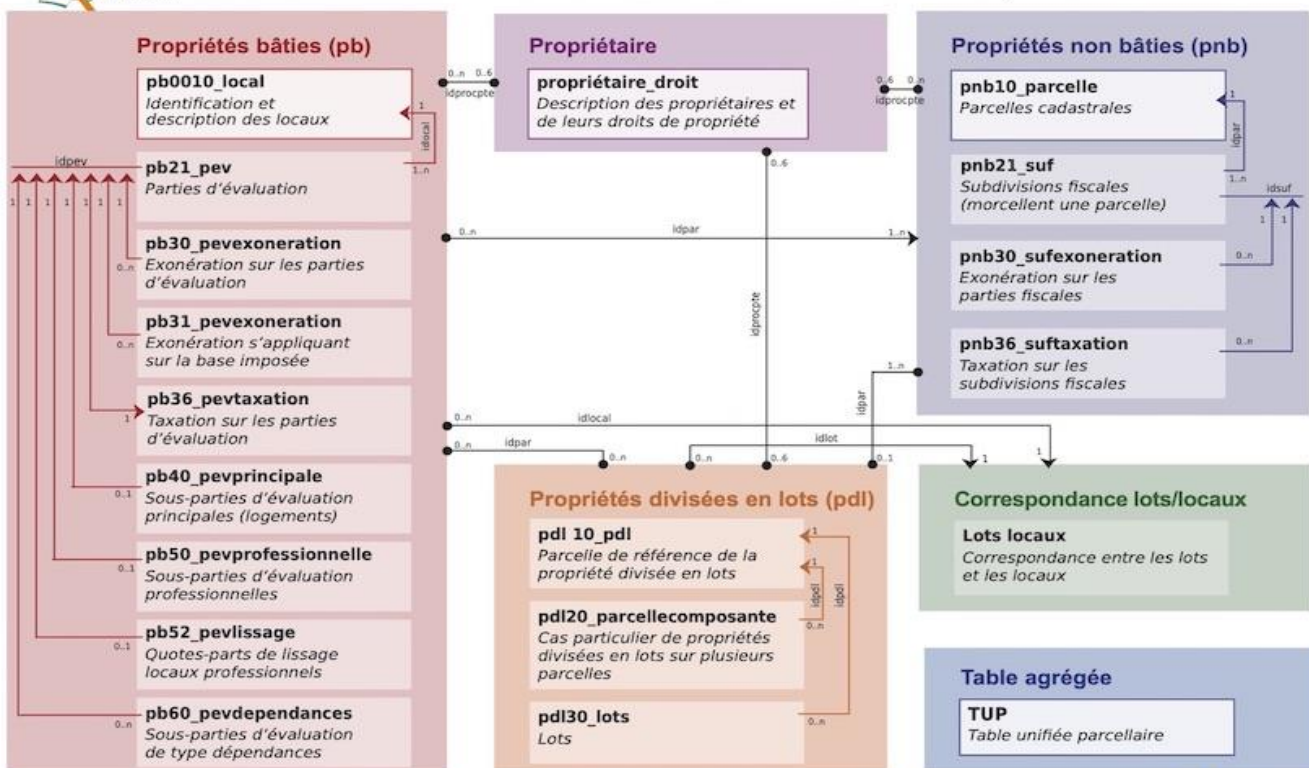 Propriétés bâties (pb)
pb0010_local
Identification et
description des locaux
1
idlocal
1..n
idpev
pb21_pev
Parties d'évaluation
1 1 1 1 1 1 1
pb30_pevexoneration
Exonération sur les parties
d'évaluation
0..n
pb31_pevexoneration
Exonération s'appliquant
sur la base imposée
0..n
pb36_pevtaxation
Taxation sur les parties
d'évaluation
1
pb40_pevprincipale
Sous-parties d'évaluation
principales (logements)
0..1
pb50_pevprofessionnelle
Sous-parties d'évaluation
professionnelles
0..1
pb52_pevlissage
Quotes-parts de lissage
locaux professionnels
0..1
pb60_pevdependances
Sous-parties d'évaluation
de type dépendances
0..n
0..n 0..6
idprocpte
Propriétaire
propriétaire_droit
Description des propriétaires et
de leurs droits de propriété
0..6
idprocpte
0..6
0..6 0..n
idprocpte
Propriétés non bâties (pnb)
pnb10_parcelle
Parcelles cadastrales
1
idpar
1..n
pnb21_suf
Subdivisions fiscales
(morcellent une parcelle)
idsuf
1 1
pnb30_sufexoneration
Exonération sur les
parties fiscales
0..n
pnb36_suftaxation
Taxation sur les
subdivisions fiscales
0..n
0..n idpar 1..n
1..n
idpar
0..1
0..n idlocal 1
0..n idpar 0..n
0..n idlot 1
Propriétés divisées en lots (pdl)
pdl 10_pdl
Parcelle de référence de la
propriété divisée en lots
1
1
idpdl
idpdl
pdl20_parcellecomposante
Cas particulier de propriétés
divisées en lots sur plusieurs
parcelles
0..n
pdl30_lots
Lots
0..n
Correspondance lots/locaux
Lots locaux
Correspondance entre les lots
et les locaux
Table agrégée
TUP
Table unifiée parcellaire